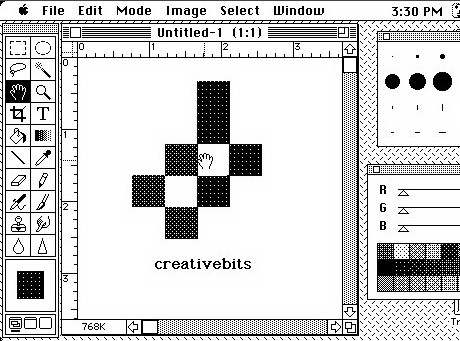 File Edit Mode Image Select Window 3:30 PM
Untitled-1 (1:1)
0 1 2 3
0
1
2
3
T
R
G
B
creativebits
768K
Tr